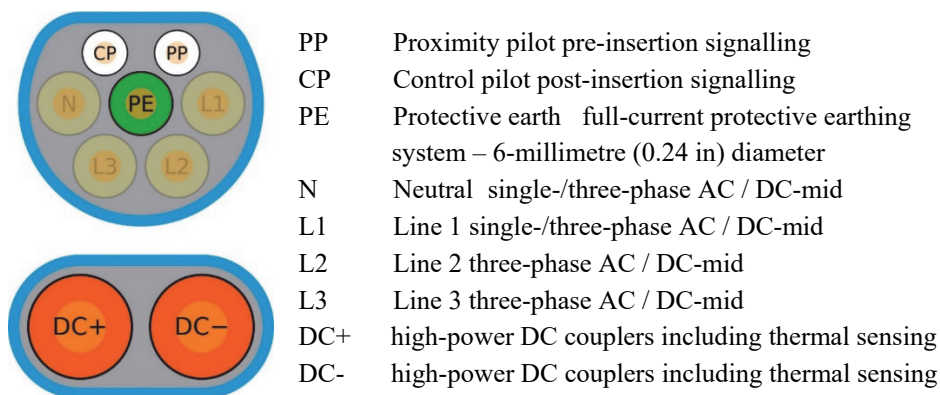 CP PP
N PE L1
L3 L2
DC+ DC−
PP Proximity pilot pre-insertion signalling
CP Control pilot post-insertion signalling
PE Protective earth full-current protective earthing
system – 6-millimetre (0.24 in) diameter
N Neutral single-/three-phase AC / DC-mid
L1 Line 1 single-/three-phase AC / DC-mid
L2 Line 2 three-phase AC / DC-mid
L3 Line 3 three-phase AC / DC-mid
DC+ high-power DC couplers including thermal sensing
DC- high-power DC couplers including thermal sensing